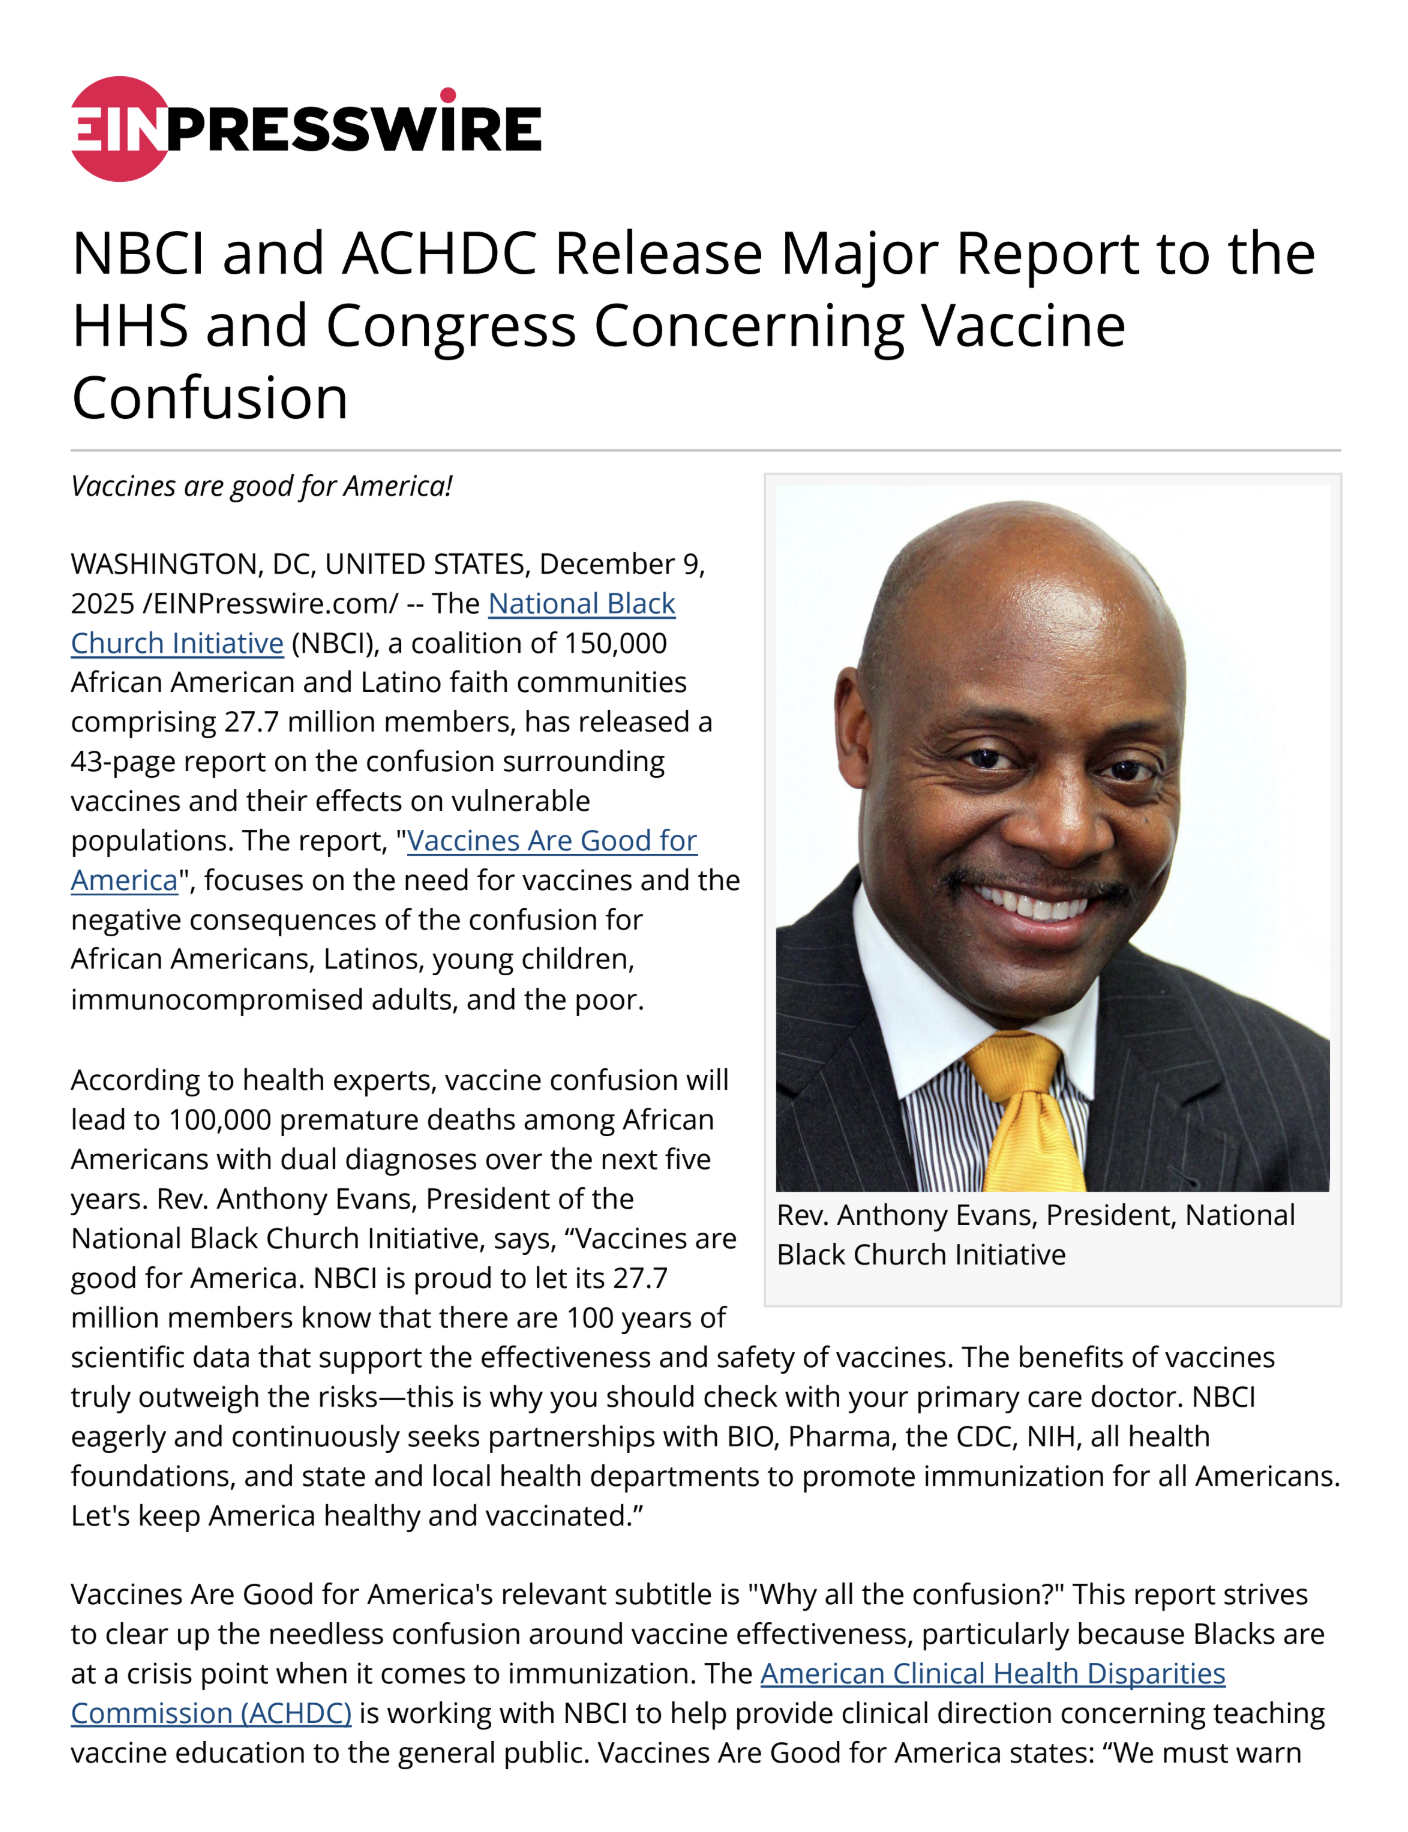 EINPRESSWIRE
NBCI and ACHDC Release Major Report to the
HHS and Congress Concerning Vaccine
Confusion
Vaccines are good for America!
WASHINGTON, DC, UNITED STATES, December 9,
2025 /EINPresswire.com/ -- The National Black
Church Initiative (NBCI), a coalition of 150,000
African American and Latino faith communities
comprising 27.7 million members, has released a
43-page report on the confusion surrounding
vaccines and their effects on vulnerable
populations. The report, "Vaccines Are Good for
America", focuses on the need for vaccines and the
negative consequences of the confusion for
African Americans, Latinos, young children,
immunocompromised adults, and the poor.
According to health experts, vaccine confusion will
lead to 100,000 premature deaths among African
Americans with dual diagnoses over the next five
years. Rev. Anthony Evans, President of the
National Black Church Initiative, says, “Vaccines are
good for America. NBCI is proud to let its 27.7
million members know that there are 100 years of
scientific data that support the effectiveness and safety of vaccines. The benefits of vaccines
truly outweigh the risks—this is why you should check with your primary care doctor. NBCI
eagerly and continuously seeks partnerships with BIO, Pharma, the CDC, NIH, all health
foundations, and state and local health departments to promote immunization for all Americans.
Let's keep America healthy and vaccinated.”
Rev. Anthony Evans, President, National
Black Church Initiative
Vaccines Are Good for America's relevant subtitle is "Why all the confusion?" This report strives
to clear up the needless confusion around vaccine effectiveness, particularly because Blacks are
at a crisis point when it comes to immunization. The American Clinical Health Disparities
Commission (ACHDC) is working with NBCI to help provide clinical direction concerning teaching
vaccine education to the general public. Vaccines Are Good for America states: “We must warn